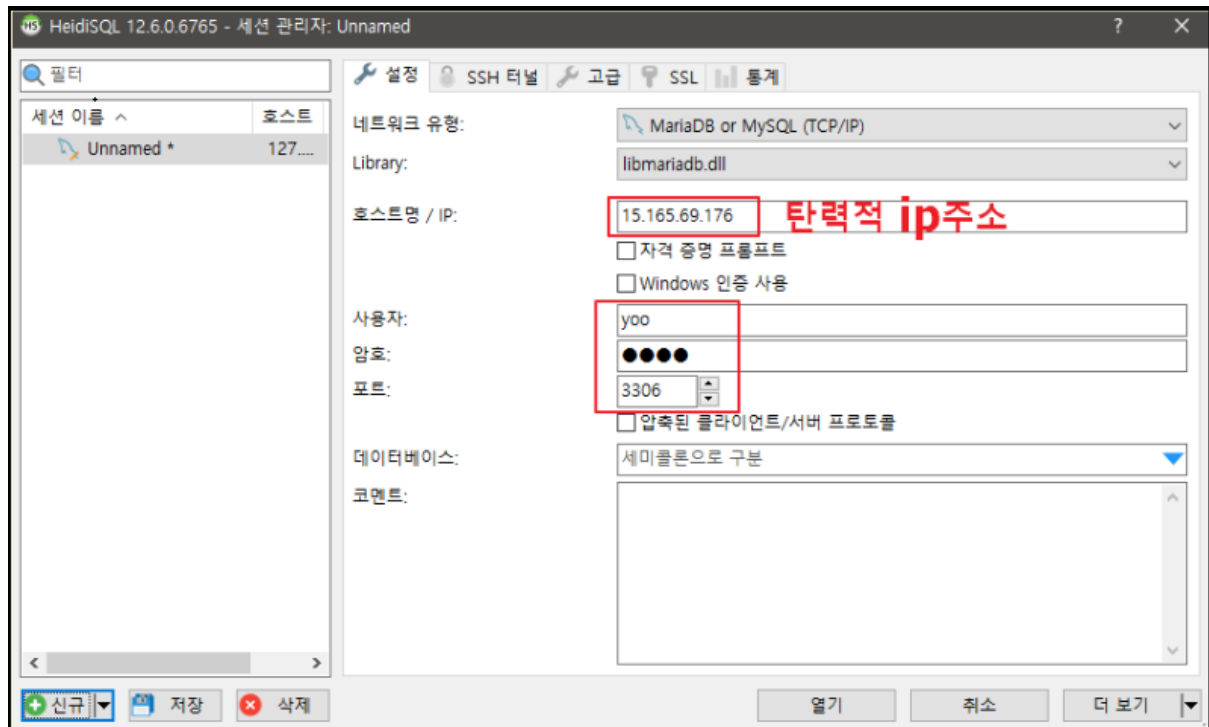 HeidiSQL 12.6.0.6765 - 세션 관리자: Unnamed
필터
세션 이름 호스트
Unnamed * 127....
설정 SSH 터널 고급 SSL 통계
네트워크 유형: MariaDB or MySQL (TCP/IP)
Library: libmariadb.dll
호스트명 / IP: 15.165.69.176 탄력적 ip주소
자격 증명 프롬프트
Windows 인증 사용
사용자: yoo
암호: ●●●●
포트: 3306
압축된 클라이언트/서버 프로토콜
데이터베이스: 세미콜론으로 구분
코멘트:
신규 저장 삭제 열기 취소 더 보기